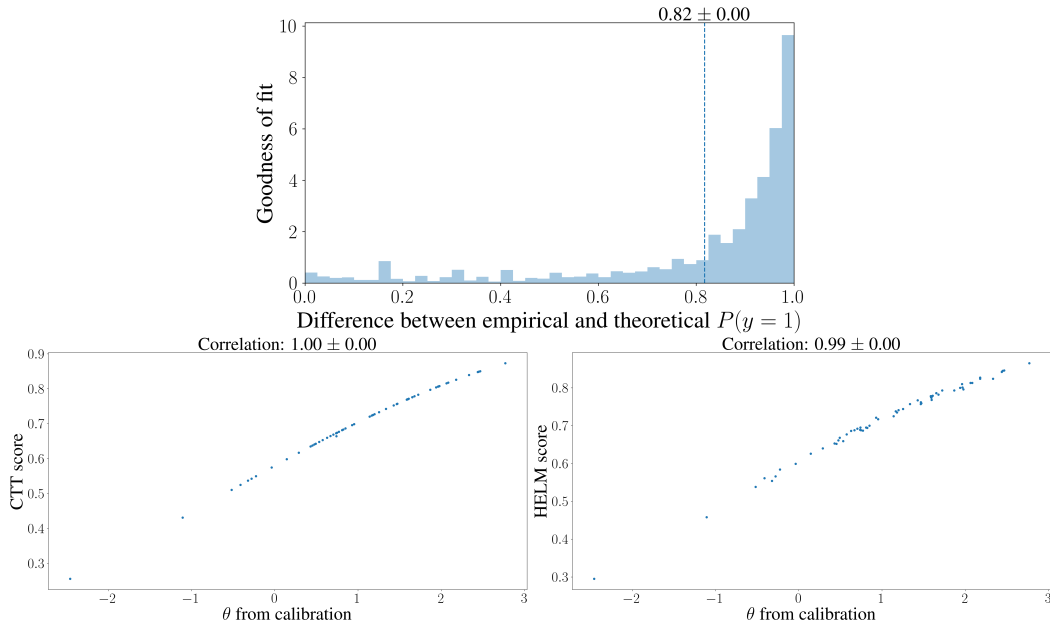 0.82 ± 0.00
10
8
6
4
2
0
Goodness of fit
0.0 0.2 0.4 0.6 0.8 1.0
Difference between empirical and theoretical P(y = 1)
Correlation: 1.00 ± 0.00
0.9
0.8
0.7
0.6
0.5
0.4
0.3
CTT score
−2 −1 0 1 2 3
θ from calibration
Correlation: 0.99 ± 0.00
0.8
0.7
0.6
0.5
0.4
0.3
HELM score
−2 −1 0 1 2 3
θ from calibration